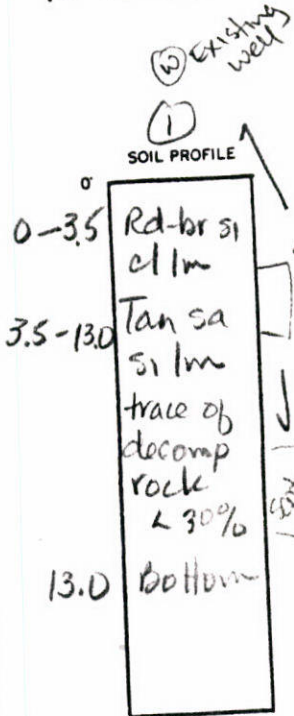 W Existing
well
1
SOIL PROFILE
0'
0-3.5 Rd-br si
cl lm
3.5-13.0 Tan sa
si lm
trace of
decomp
rock
< 30%
13.0 Bottom